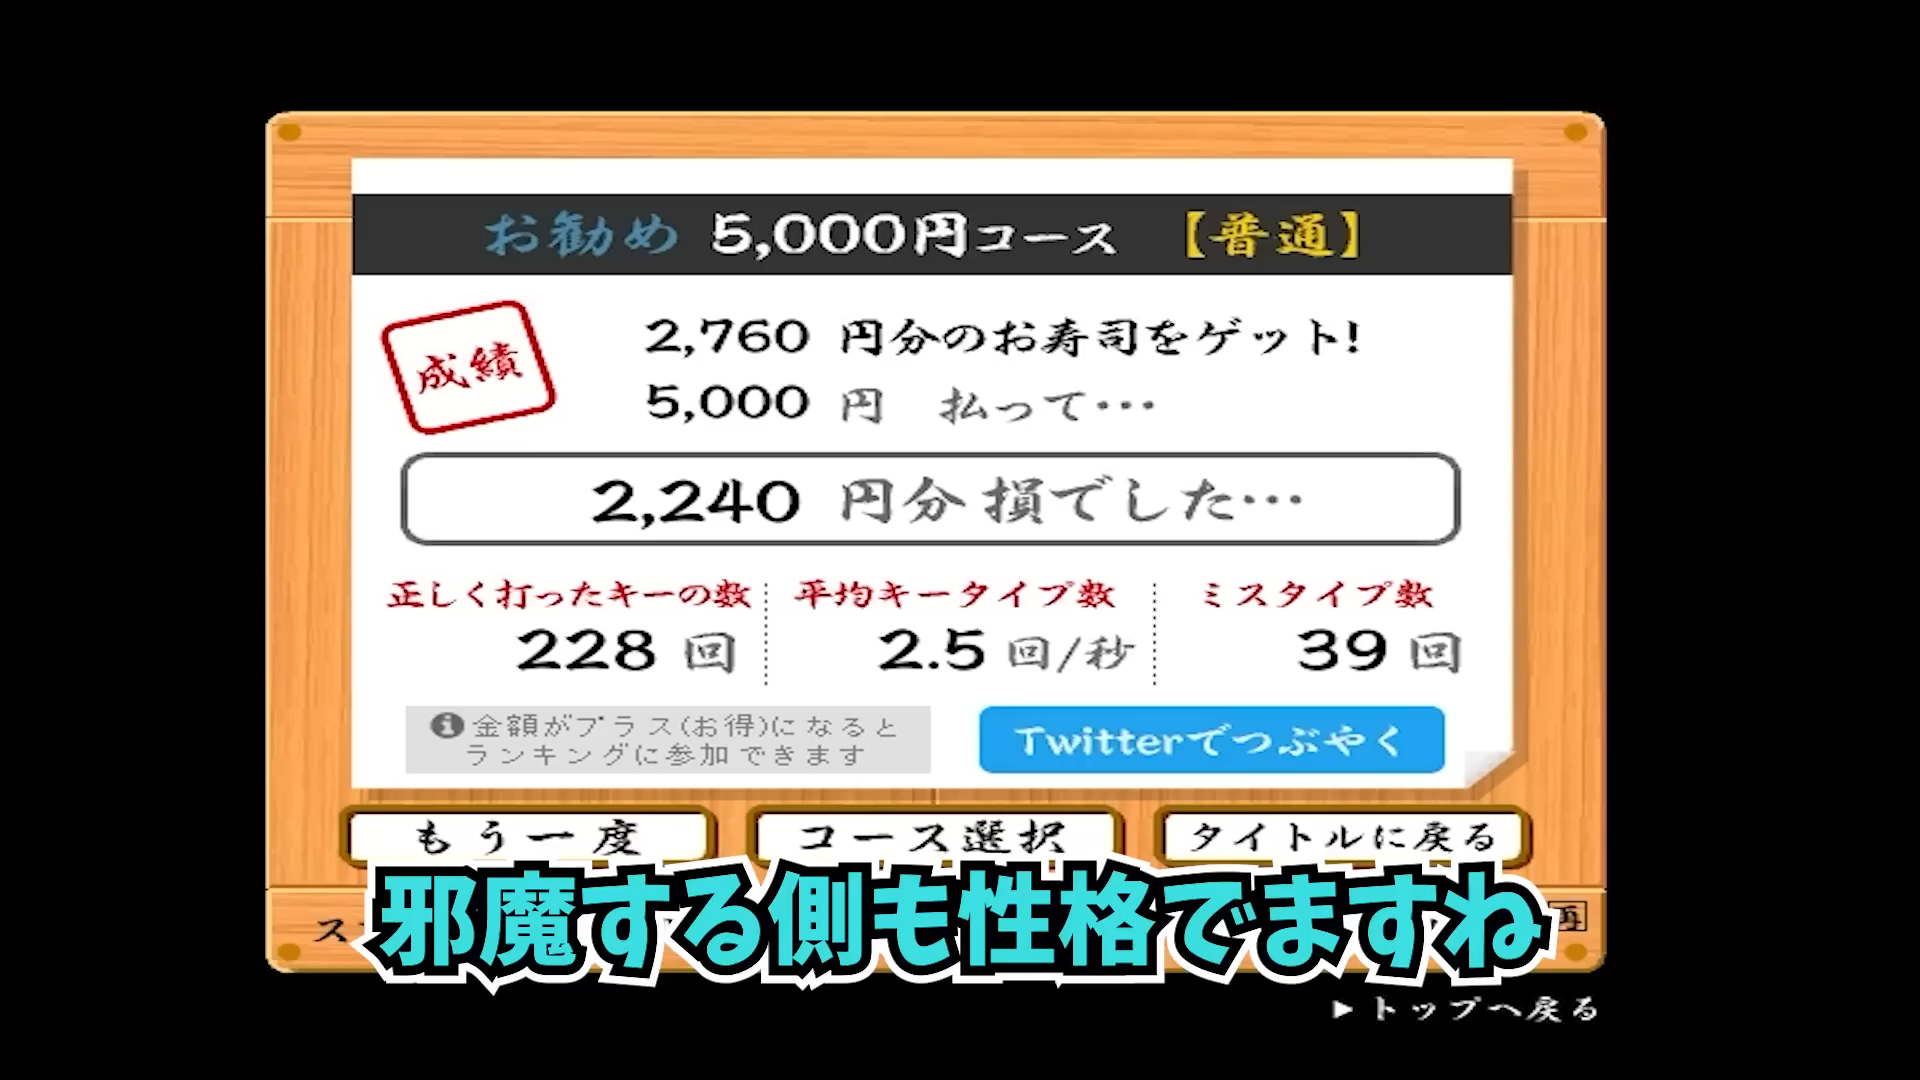 お勧め 5,000円コース 【普通】
成績
2,760 円分のお寿司をゲット!
5,000 円 払って・・・
2,240 円分 損でした・・・
正しく打ったキーの数
228 回
平均キータイプ数
2.5 回/秒
ミスタイプ数
39 回
金額がプラス(お得)になると
ランキングに参加できます
Twitterでつぶやく
もう一度
コース選択
タイトルに戻る
邪魔する側も性格でますね
▶トップへ戻る